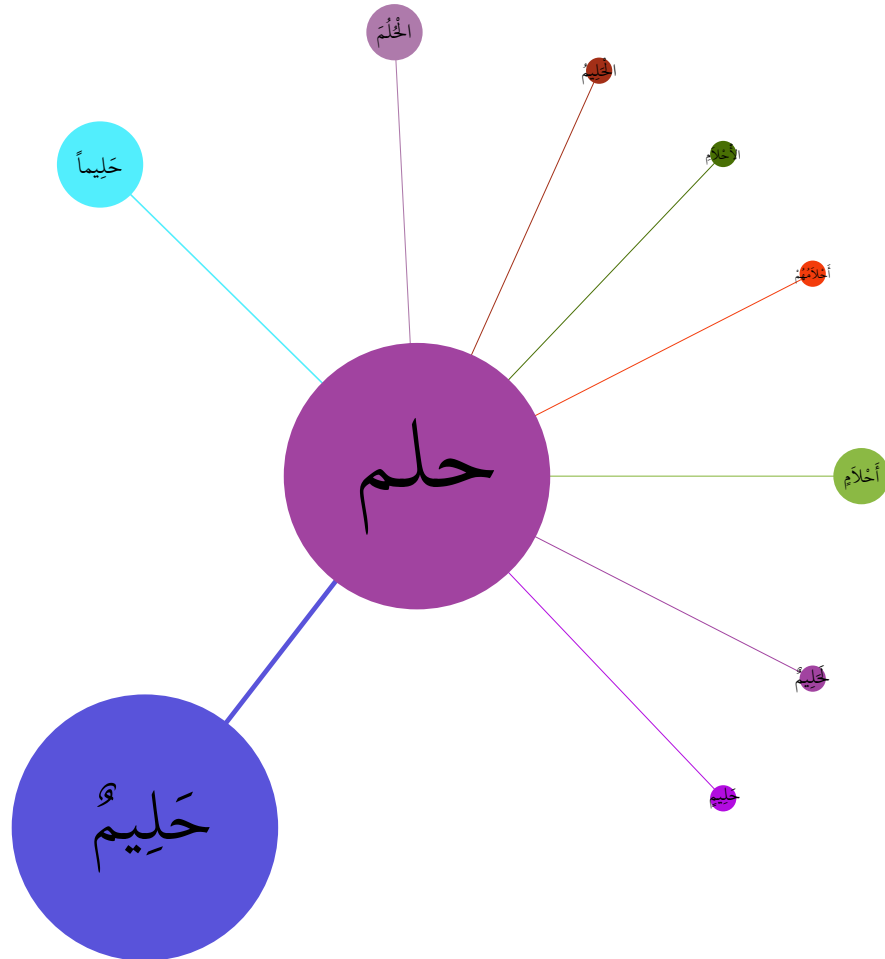 الْحُلُمَ
الْحَلِيمُ
الْأَحْلَامِ
حَلِيماً
أَحْلَامُهُمْ
حلم
أَحْلَامٍ
لَحَلِيمٌ
حَلِيمٍ
حَلِيمٌ